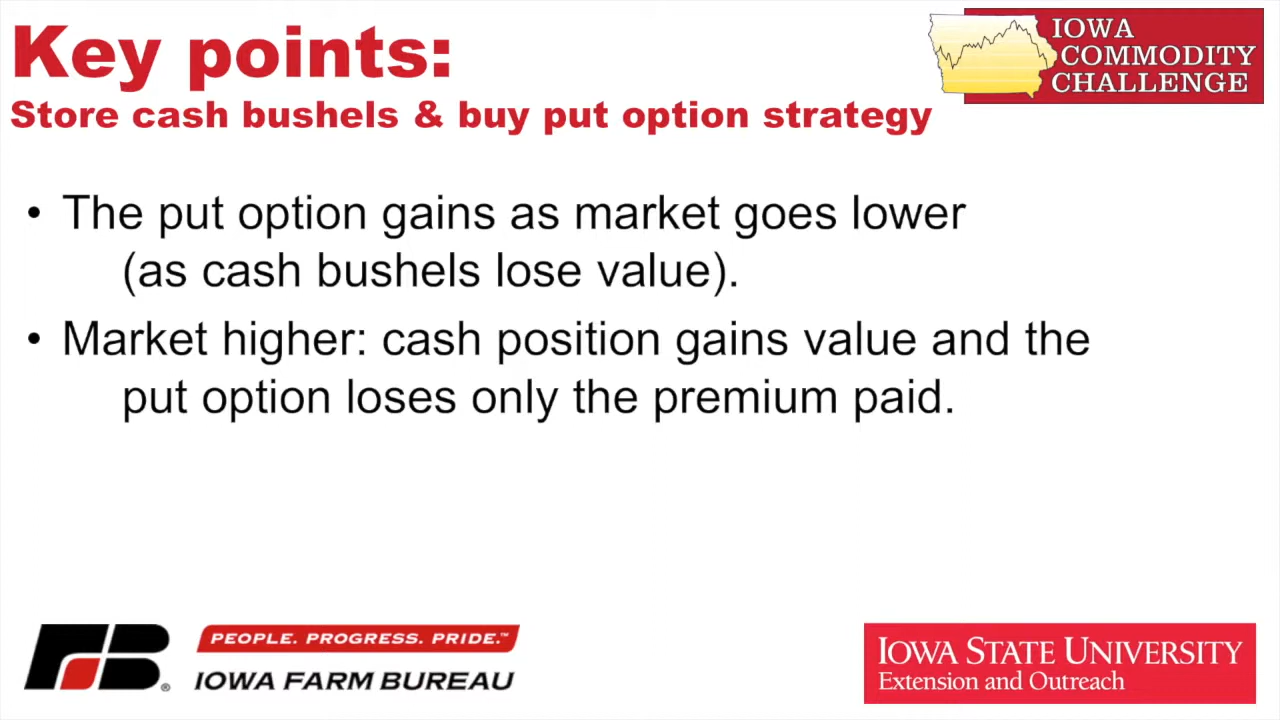 Key points:
Store cash bushels & buy put option strategy
IOWA
COMMODITY
CHALLENGE
• The put option gains as market goes lower
(as cash bushels lose value).
• Market higher: cash position gains value and the
put option loses only the premium paid.
FB®
PEOPLE. PROGRESS. PRIDE.™
IOWA FARM BUREAU
IOWA STATE UNIVERSITY
Extension and Outreach